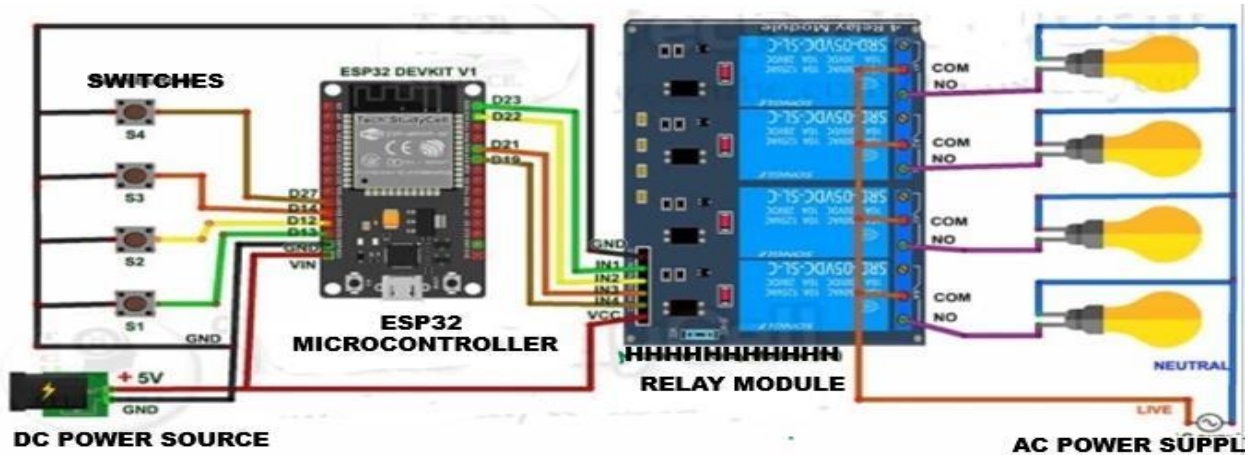 SWITCHES
S4
S3
S2
S1
ESP32 DEVKIT V1
TechStudyCell
D23
D22
D21
D19
D27
D14
D12
D13
GND
VIN
ESP32
MICROCONTROLLER
GND
+ 5V
GND
DC POWER SOURCE
4 Relay Module
SRD-05VDC-SL-C
SRD-05VDC-SL-C
SRD-05VDC-SL-C
SRD-05VDC-SL-C
GND
IN1
IN2
IN3
IN4
VCC
HHHHHHHHHHHH
RELAY MODULE
COM
NO
COM
NO
COM
NO
COM
NO
NEUTRAL
LIVE
AC POWER SUPPL